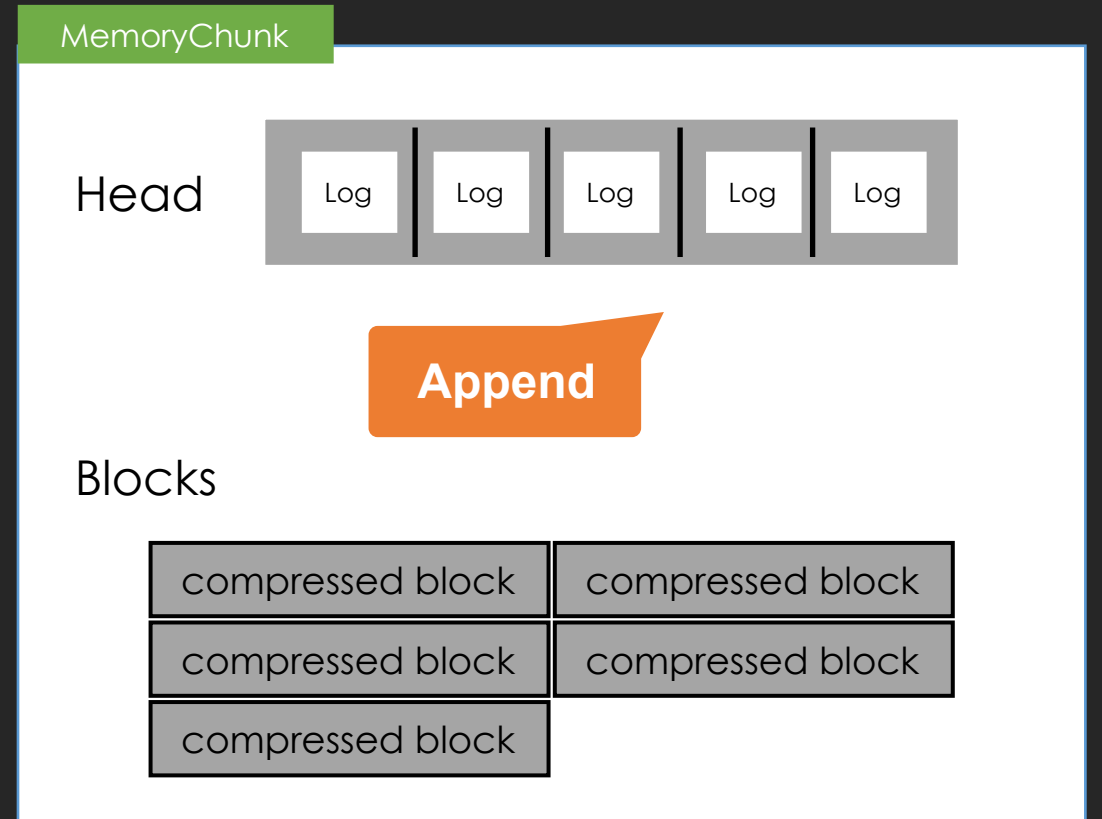 MemoryChunk
Head
Log Log Log Log Log
Append
Blocks
compressed block compressed block
compressed block compressed block
compressed block